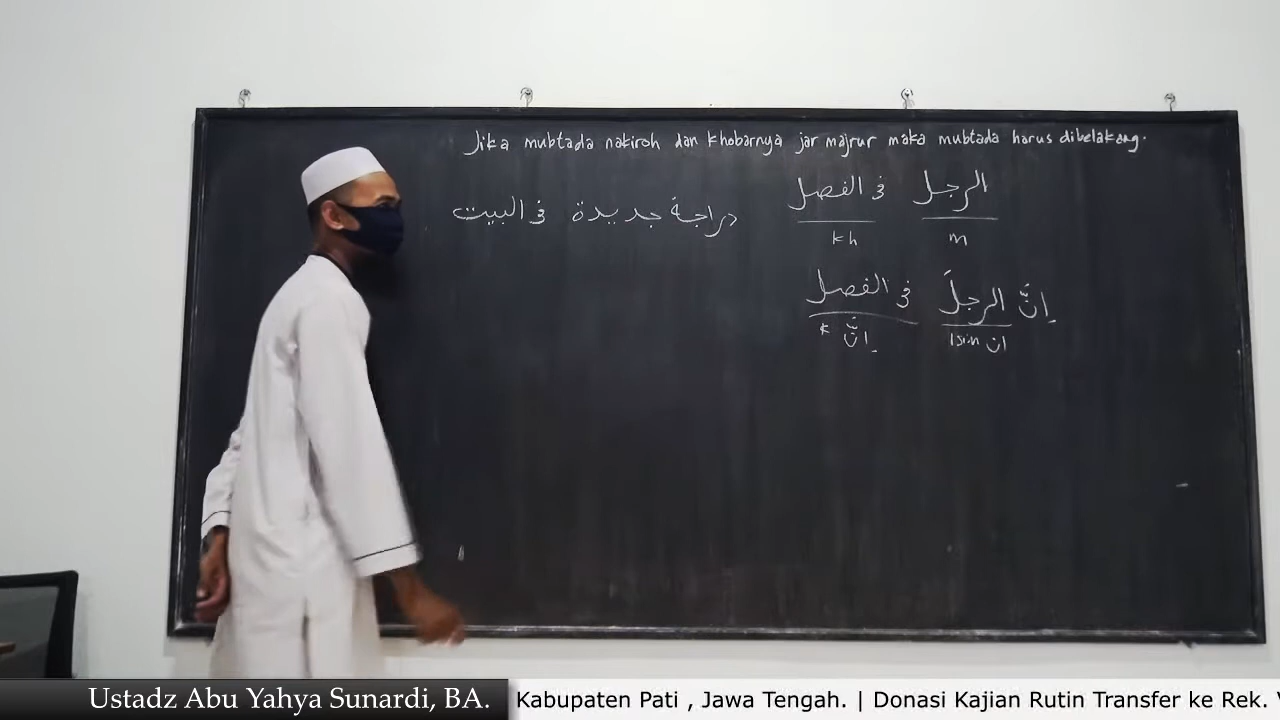 Jika mubtada nakiroh dan khobarnya jar majrur maka mubtada harus dibelakang.
الرجل في الفصل
m kh
دراجة جديدة في البيت
اِنَّ الرجلَ في الفصل
isim ان k اِنَّ
Ustadz Abu Yahya Sunardi, BA.
Kabupaten Pati , Jawa Tengah. | Donasi Kajian Rutin Transfer ke Rek.